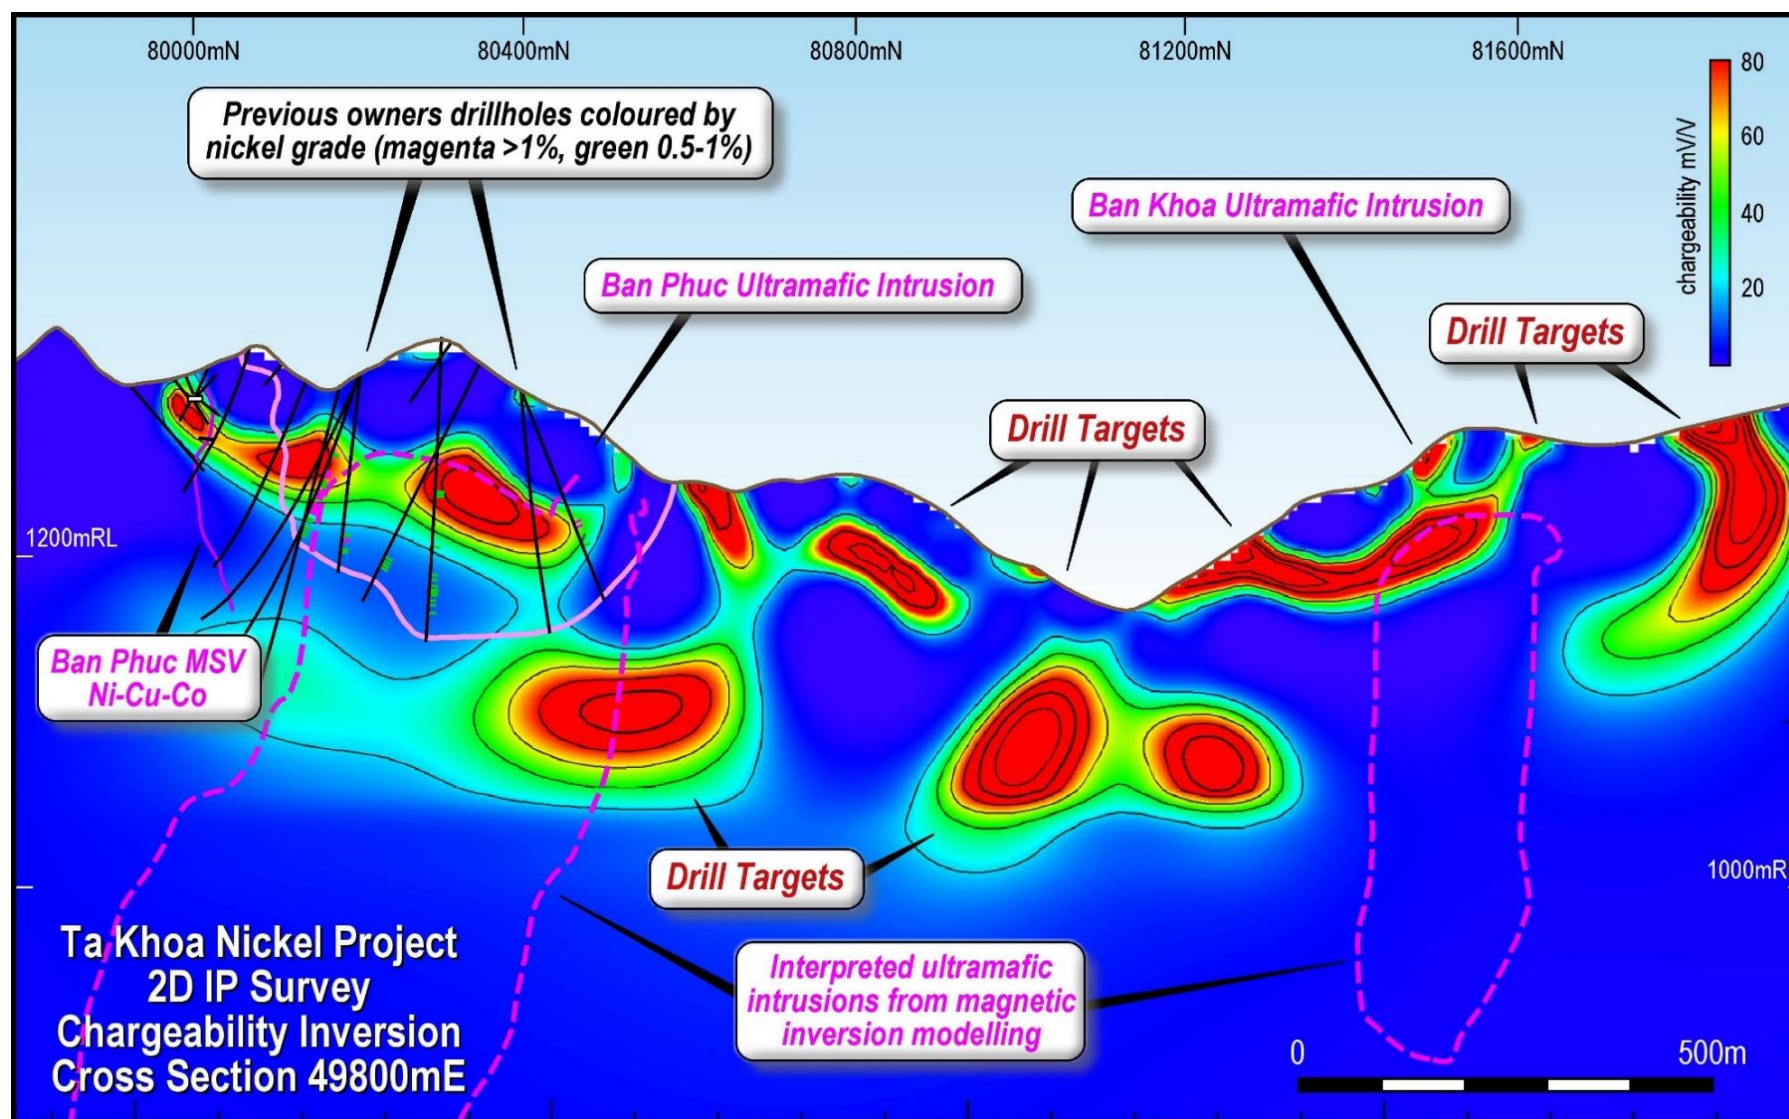 80000mN
80400mN
80800mN
81200mN
81600mN
80
60
40
20
chargeability mV/V
Previous owners drillholes coloured by
nickel grade (magenta >1%, green 0.5-1%)
Ban Khoa Ultramafic Intrusion
Ban Phuc Ultramafic Intrusion
Drill Targets
Drill Targets
1200mRL
Ban Phuc MSV
Ni-Cu-Co
Drill Targets
1000mR
Ta Khoa Nickel Project
2D IP Survey
Chargeability Inversion
Cross Section 49800mE
Interpreted ultramafic
intrusions from magnetic
inversion modelling
0
500m